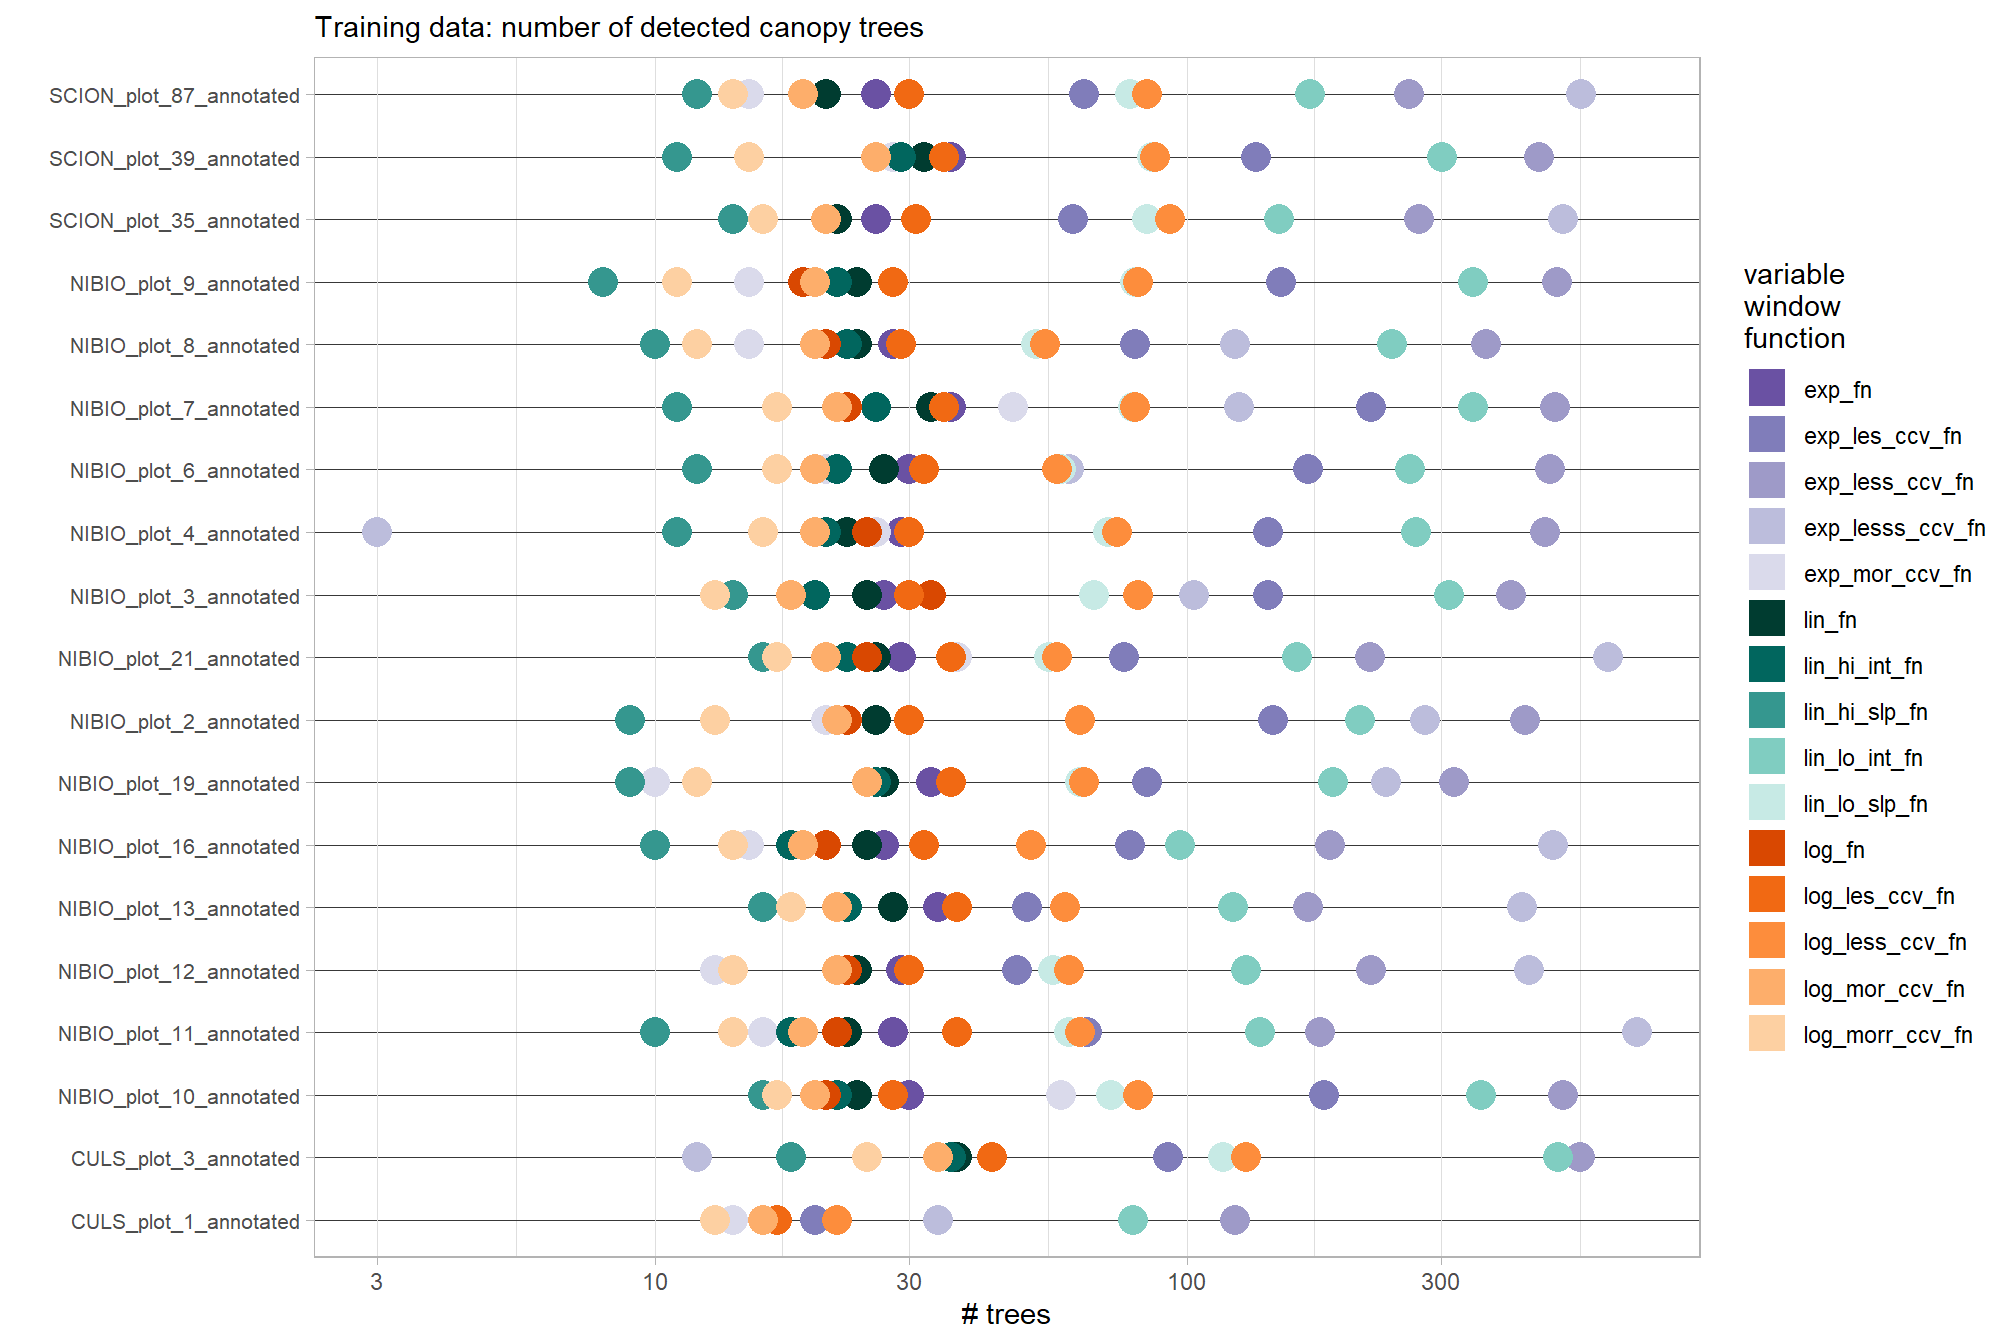 Training data: number of detected canopy trees
SCION_plot_87_annotated
SCION_plot_39_annotated
SCION_plot_35_annotated
NIBIO_plot_9_annotated
NIBIO_plot_8_annotated
NIBIO_plot_7_annotated
NIBIO_plot_6_annotated
NIBIO_plot_4_annotated
NIBIO_plot_3_annotated
NIBIO_plot_21_annotated
NIBIO_plot_2_annotated
NIBIO_plot_19_annotated
NIBIO_plot_16_annotated
NIBIO_plot_13_annotated
NIBIO_plot_12_annotated
NIBIO_plot_11_annotated
NIBIO_plot_10_annotated
CULS_plot_3_annotated
CULS_plot_1_annotated
3 10 30 100 300
# trees
variable
window
function
exp_fn
exp_les_ccv_fn
exp_less_ccv_fn
exp_lesss_ccv_fn
exp_mor_ccv_fn
lin_fn
lin_hi_int_fn
lin_hi_slp_fn
lin_lo_int_fn
lin_lo_slp_fn
log_fn
log_les_ccv_fn
log_less_ccv_fn
log_mor_ccv_fn
log_morr_ccv_fn